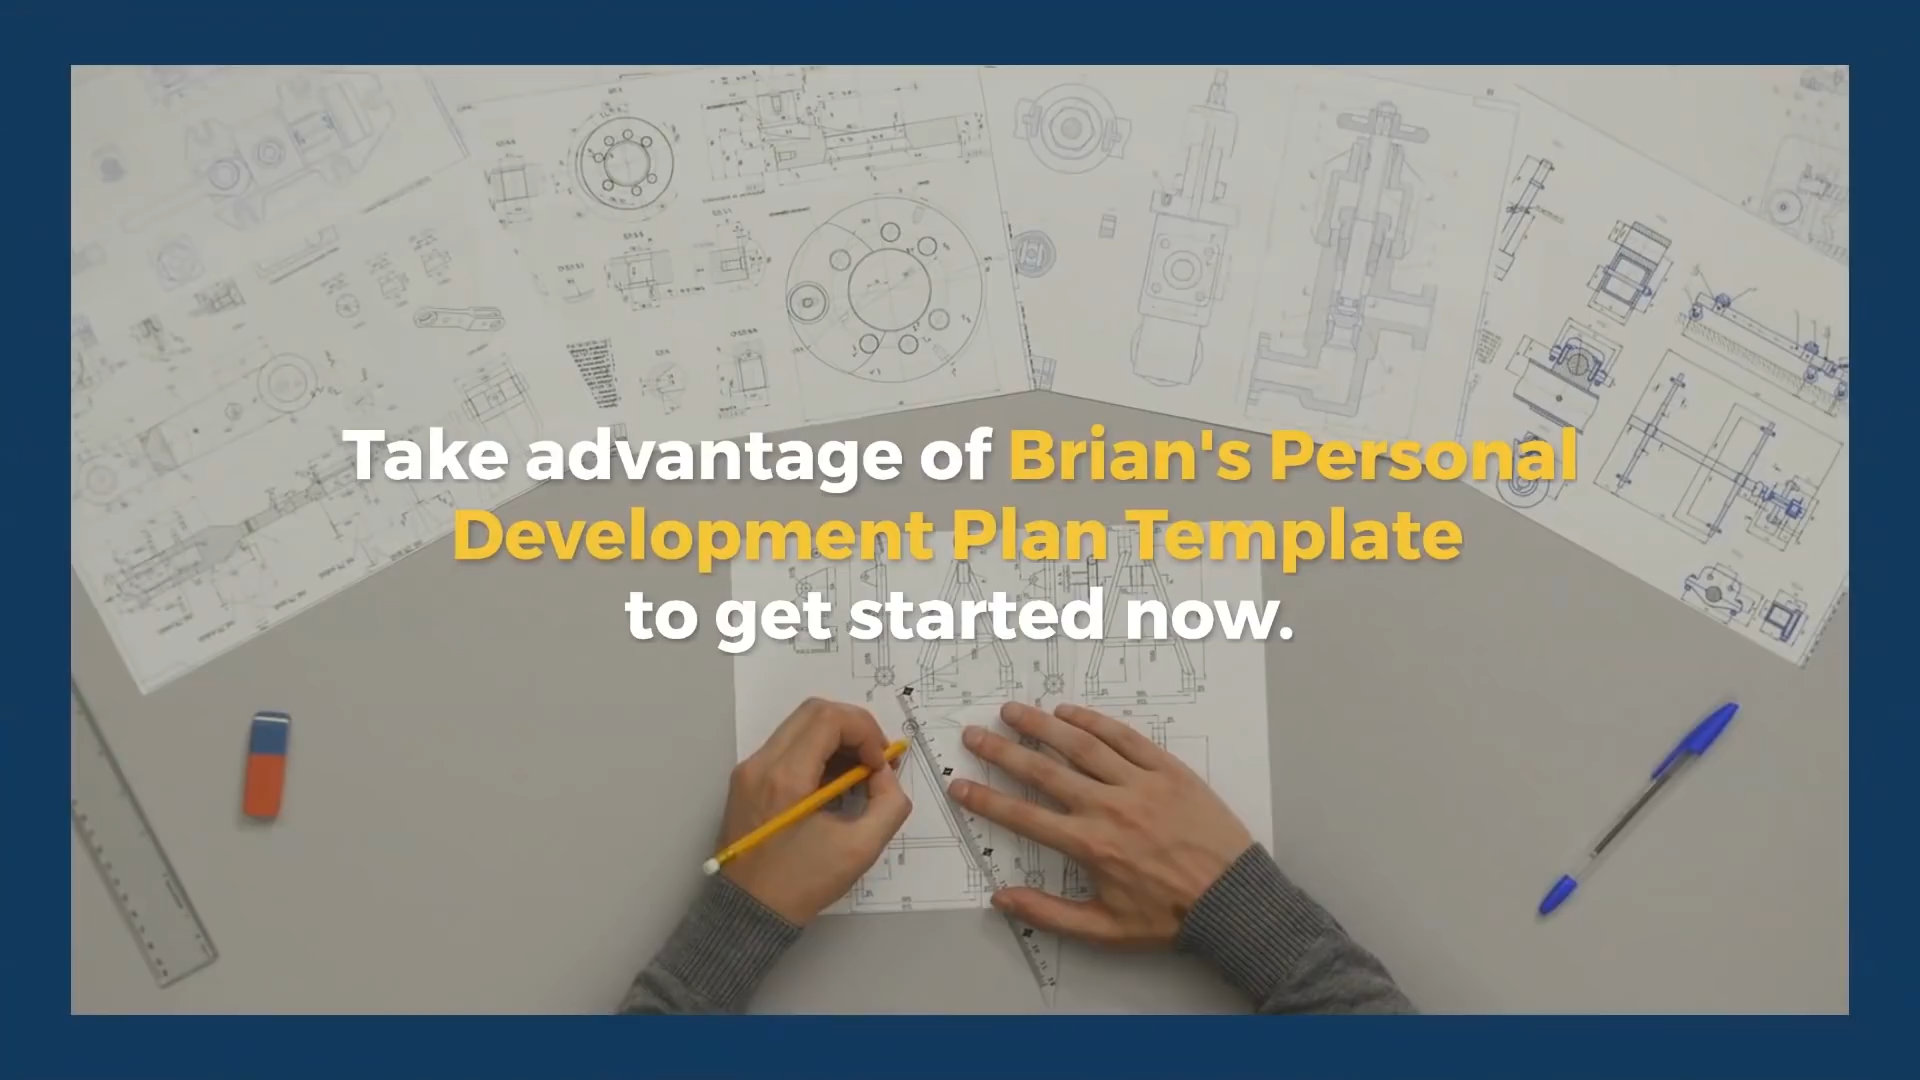 Take advantage of Brian's Personal
Development Plan Template
to get started now.